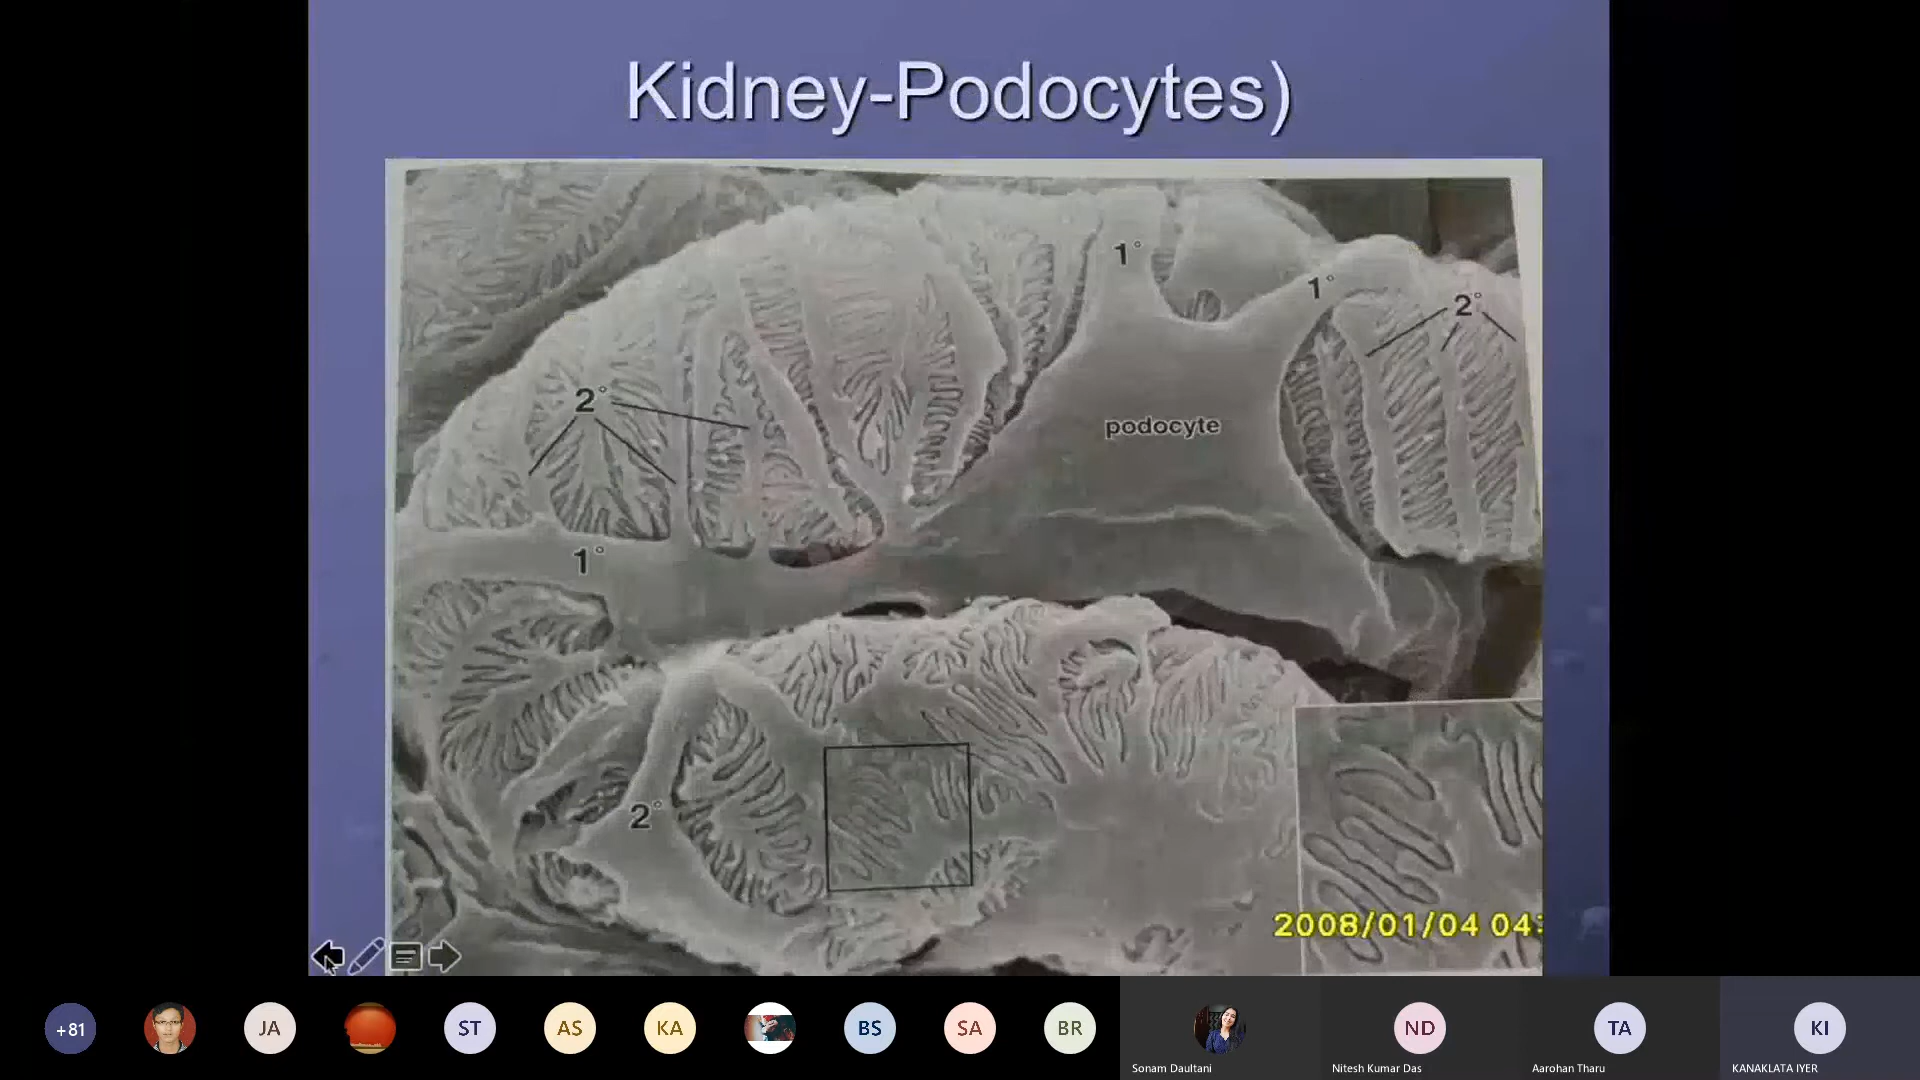 Kidney-Podocytes)
1°
1°
2°
2°
podocyte
1°
2°
2008/01/04 04:
+81
JA
ST
AS
KA
BS
SA
BR
ND
TA
KI
Sonam Daultani
Nitesh Kumar Das
Aarohan Tharu
KANAKLATA IYER